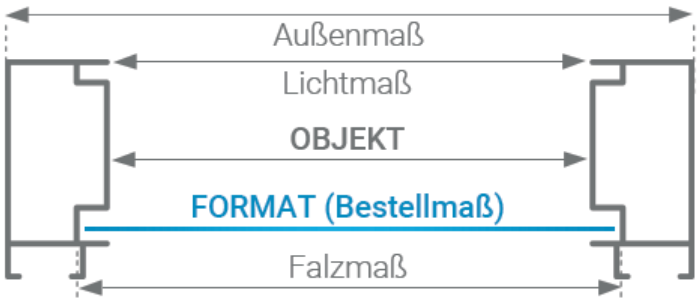 Außenmaß
Lichtmaß
OBJEKT
FORMAT (Bestellmaß)
Falzmaß